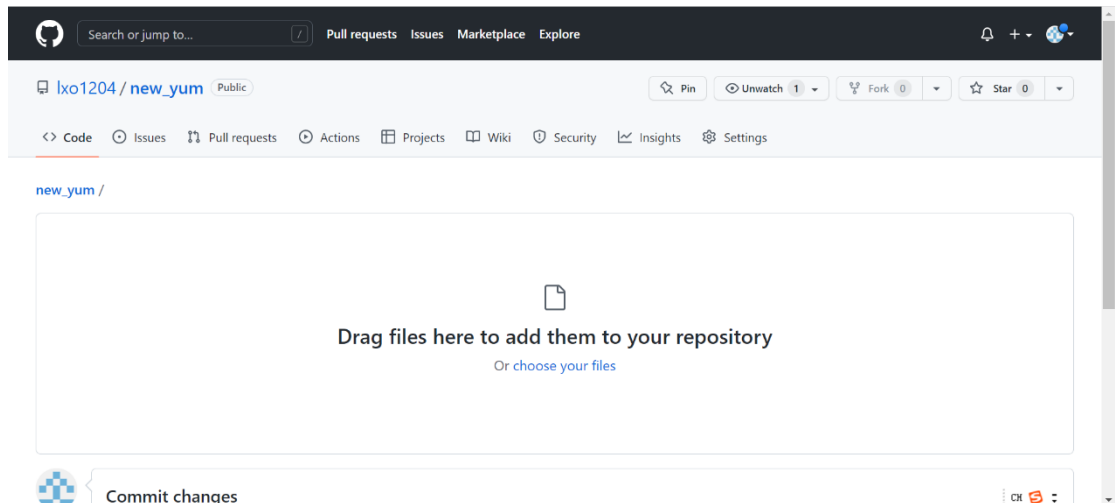 Search or jump to... / Pull requests Issues Marketplace Explore
lxo1204 / new_yum Public Pin Unwatch 1 Fork 0 Star 0
<> Code Issues Pull requests Actions Projects Wiki Security Insights Settings
new_yum /
Drag files here to add them to your repository
Or choose your files
Commit changes
CH S